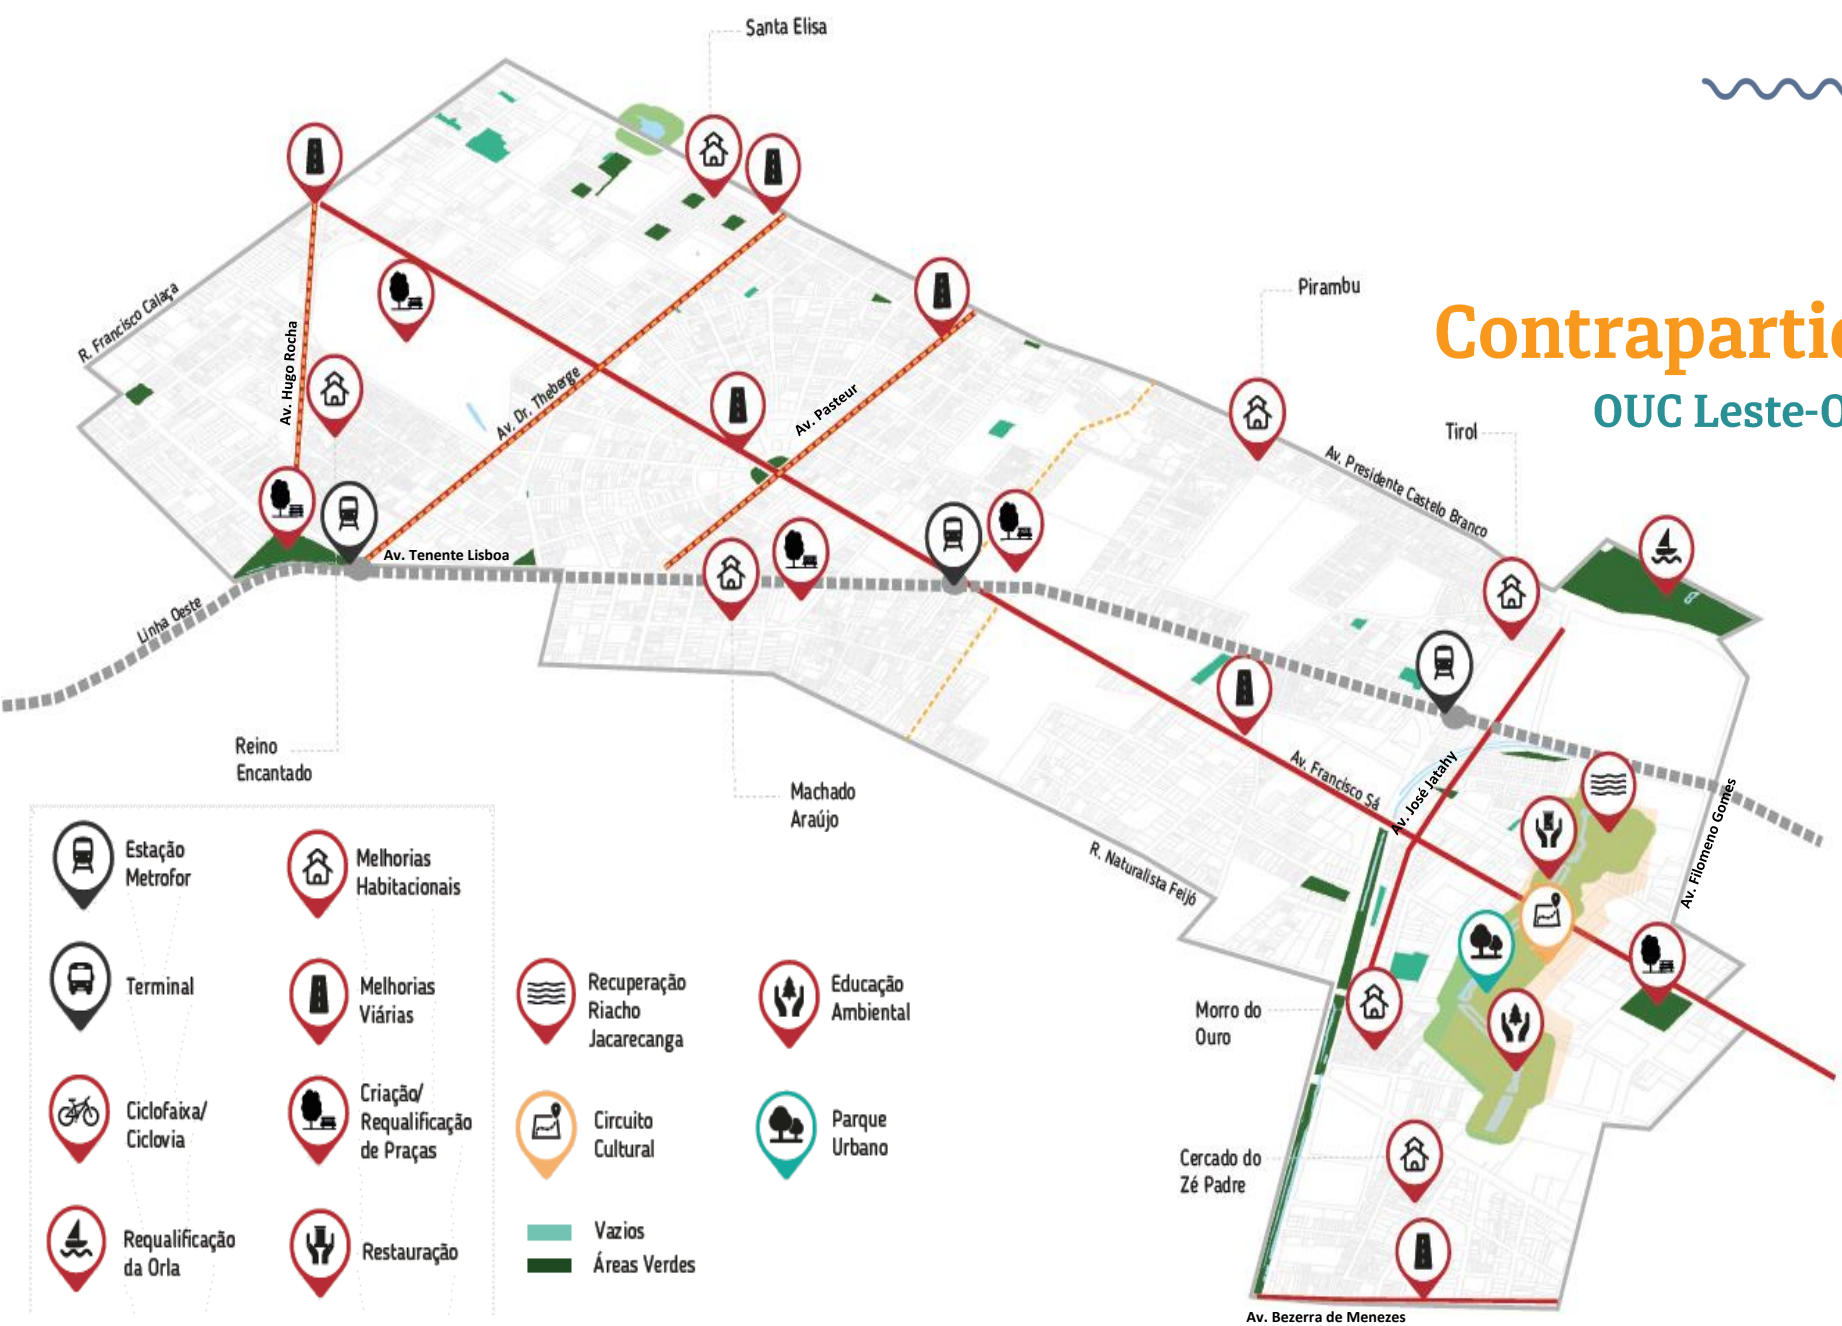 Santa Elisa
Pirambu
Contraparti
OUC Leste-O
Tirol
R. Francisco Calaça
Av. Hugo Rocha
Av. Dr. Theberge
Av. Pasteur
Av. Presidente Castelo Branco
Av. Tenente Lisboa
Linha Oeste
Reino
Encantado
Machado
Araújo
Av. Francisco Sá
Av. José Jatahy
Av. Filomeno Gomes
R. Naturalista Feijó
Morro do
Ouro
Cercado do
Zé Padre
Av. Bezerra de Menezes
Estação
Metrofor
Terminal
Ciclofaixa/
Ciclovia
Requalificação
da Orla
Melhorias
Habitacionais
Melhorias
Viárias
Criação/
Requalificação
de Praças
Restauração
Recuperação
Riacho
Jacarecanga
Circuito
Cultural
Vazios
Áreas Verdes
Educação
Ambiental
Parque
Urbano